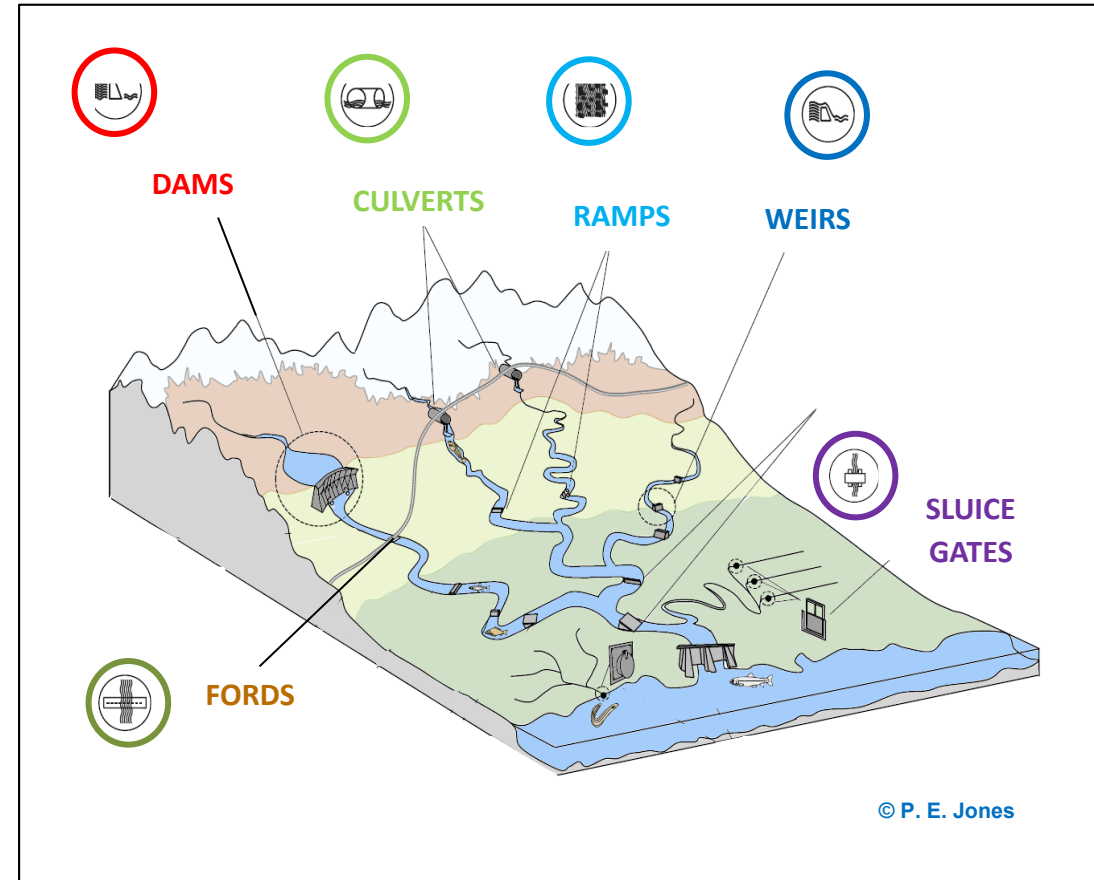 DAMS
CULVERTS
RAMPS
WEIRS
SLUICE
GATES
FORDS
© P. E. Jones